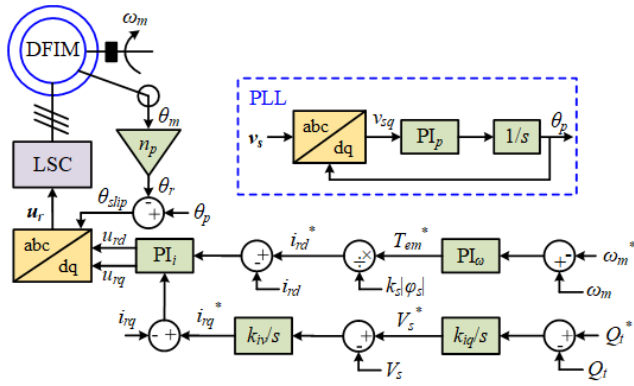 DFIM
ω_m
θ_m
n_p
LSC
θ_r
θ_slip
- +
θ_p
u_r
abc
dq
u_rd
u_rq
PI_i
- +
i_rd^*
i_rd
÷ ×
T_em^*
k_s|φ_s|
PI_ω
+ -
ω_m^*
ω_m
i_rq
- +
i_rq^*
k_iv/s
- +
V_s^*
V_s
k_iq/s
- +
Q_t^*
Q_t
PLL
v_s
abc
dq
v_sq
PI_p
1/s
θ_p